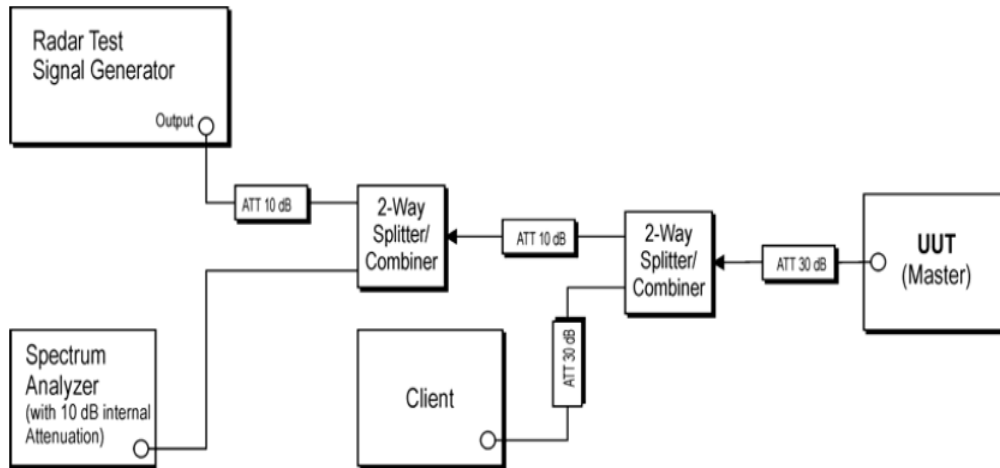 Radar Test
Signal Generator
Output
ATT 10 dB
2-Way
Splitter/
Combiner
ATT 10 dB
2-Way
Splitter/
Combiner
ATT 30 dB
UUT
(Master)
ATT 30 dB
Spectrum
Analyzer
(with 10 dB internal
Attenuation)
Client